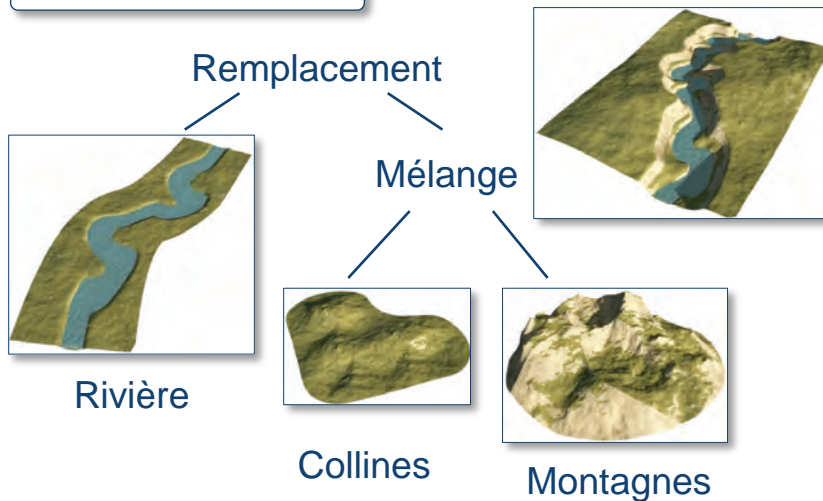 Remplacement
Mélange
Rivière
Collines
Montagnes